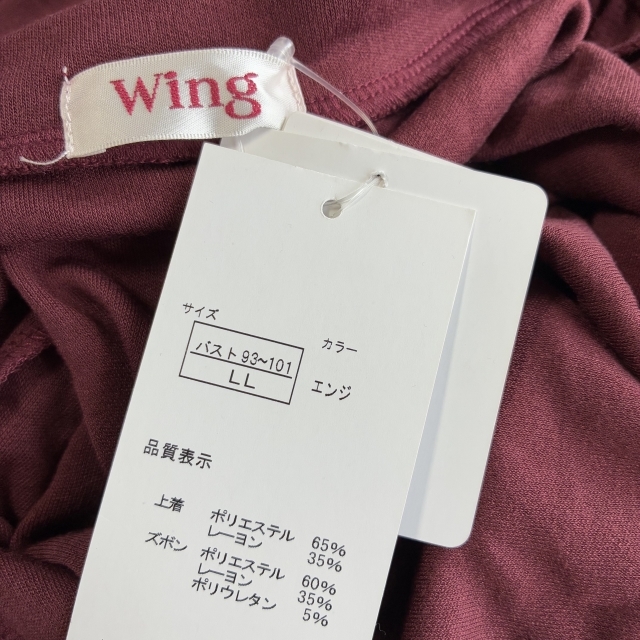 Wing
サイズ
カラー
バスト93~101
LL
エンジ
品質表示
上着 ポリエステル 65%
レーヨン 35%
ズボン ポリエステル 60%
レーヨン 35%
ポリウレタン 5%